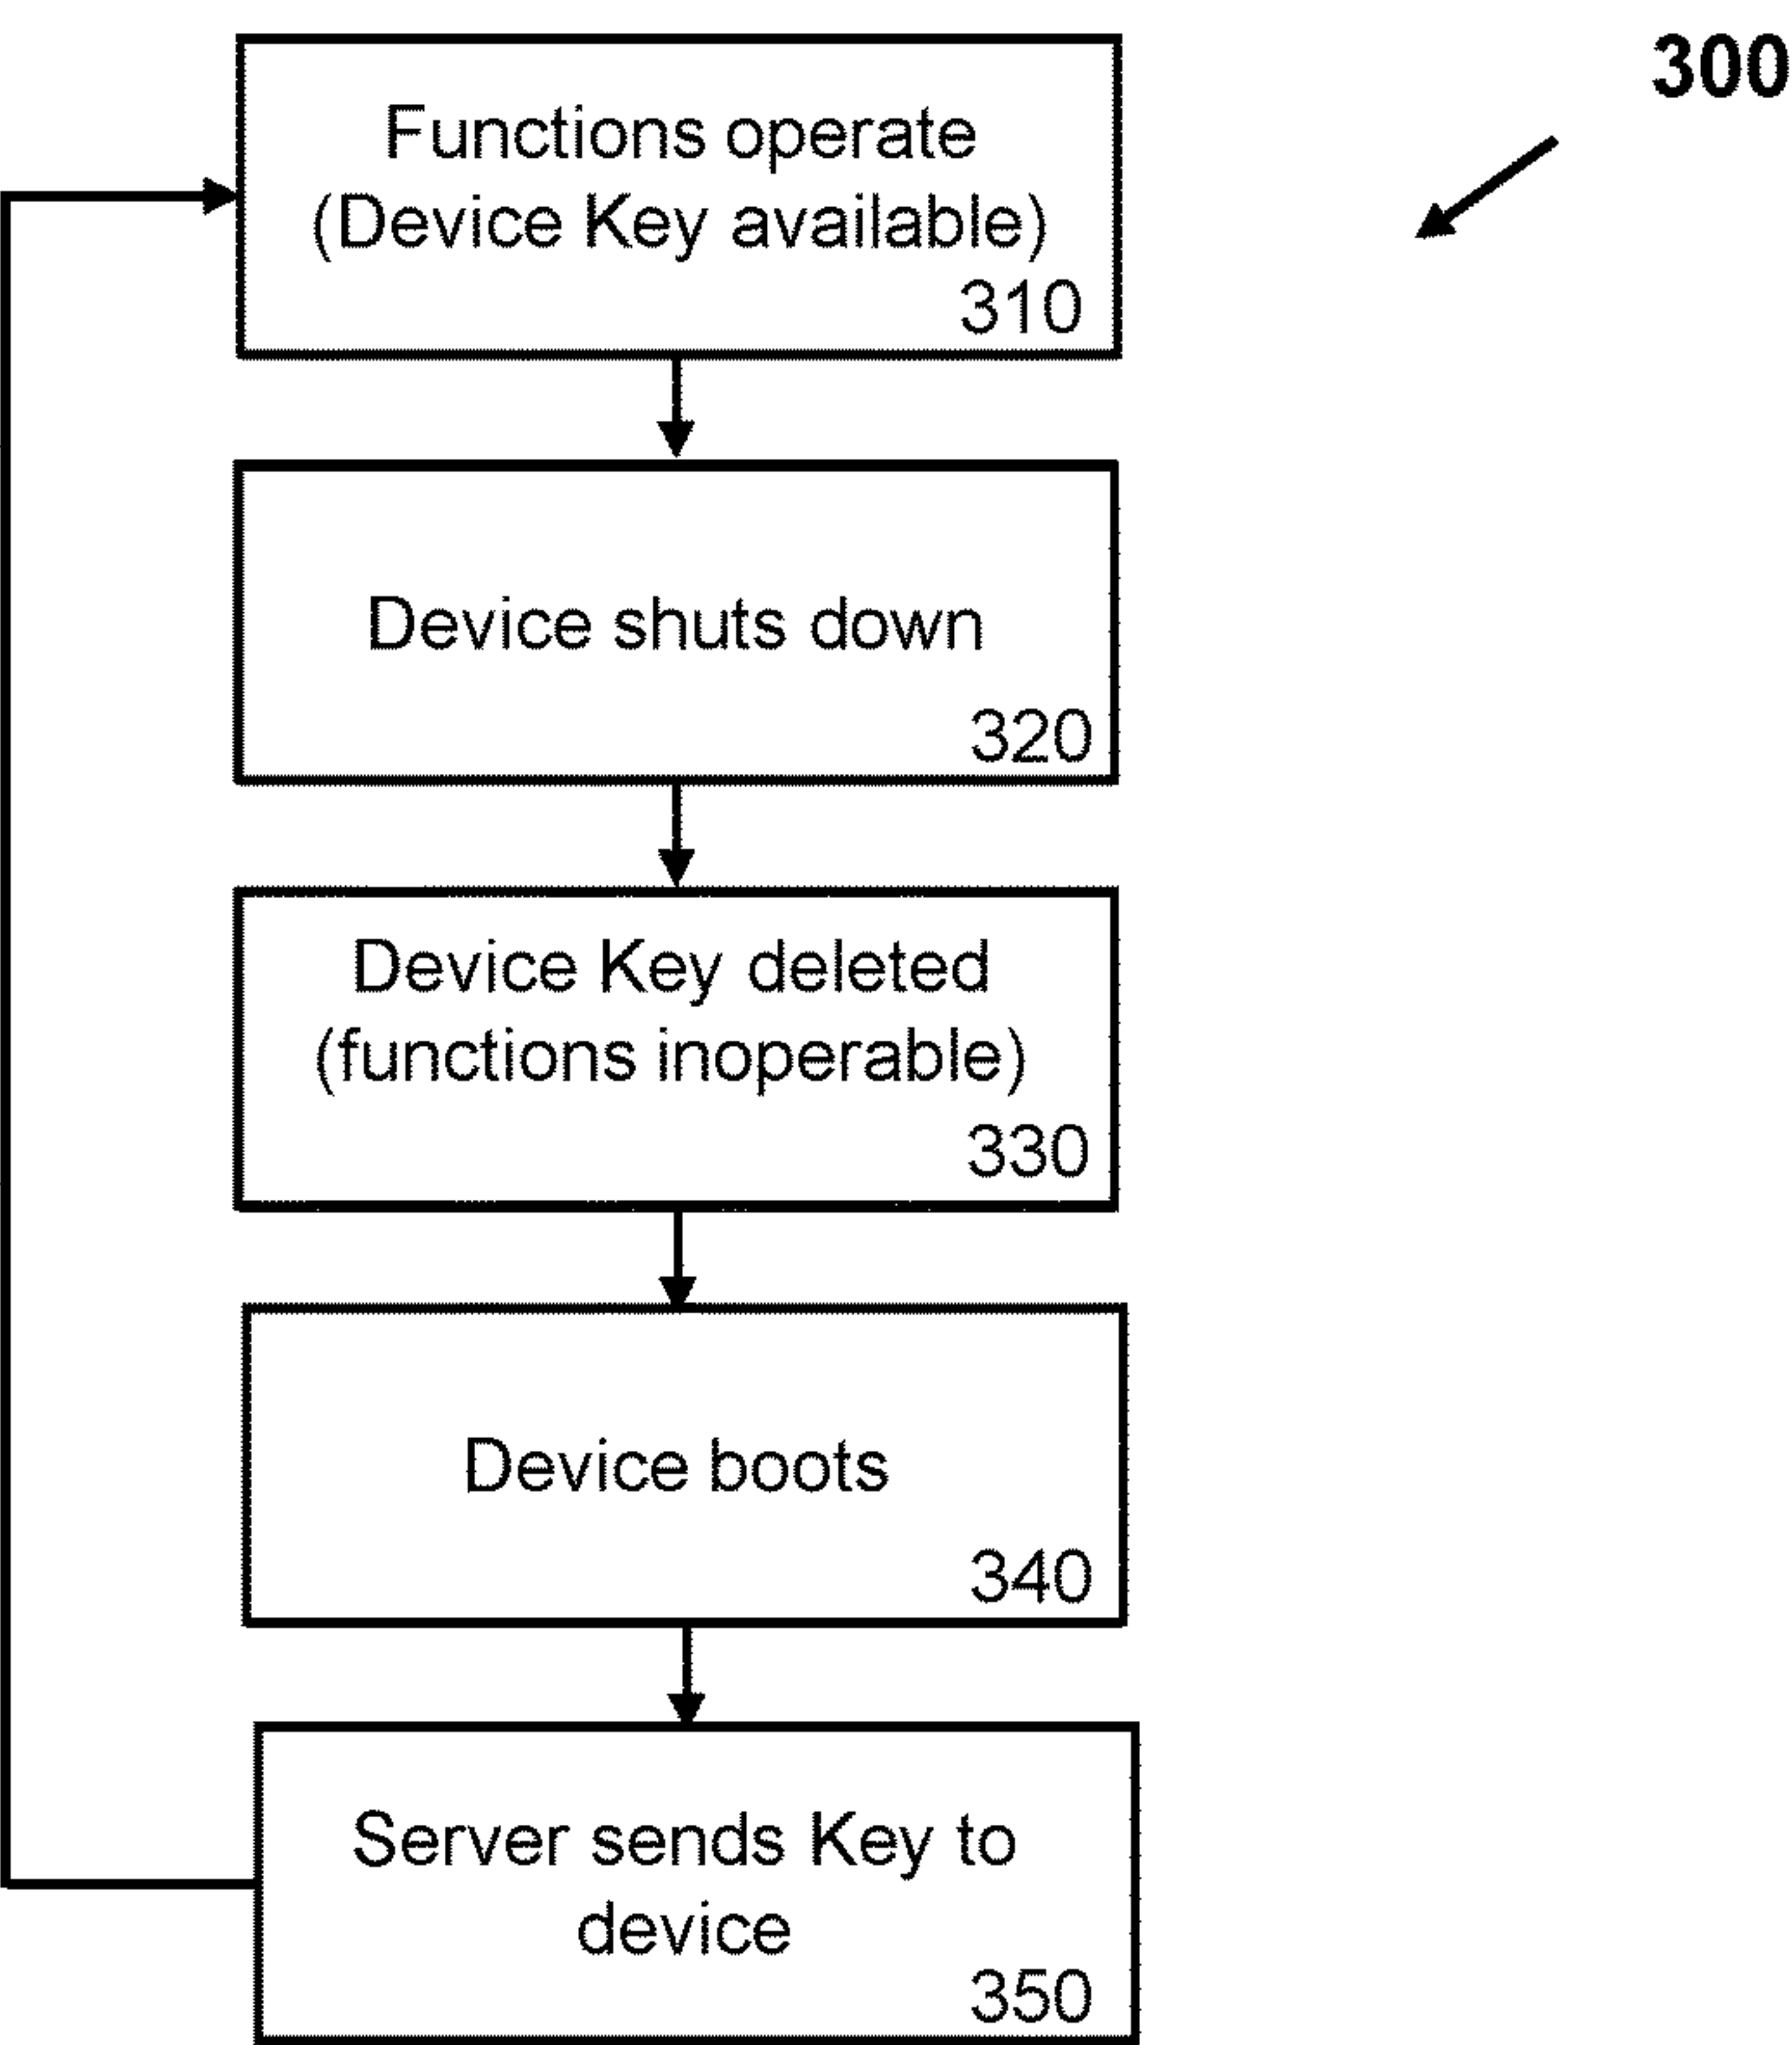 300
Functions operate
(Device Key available)
310
Device shuts down
320
Device Key deleted
(functions inoperable)
330
Device boots
340
Server sends Key to
device
350